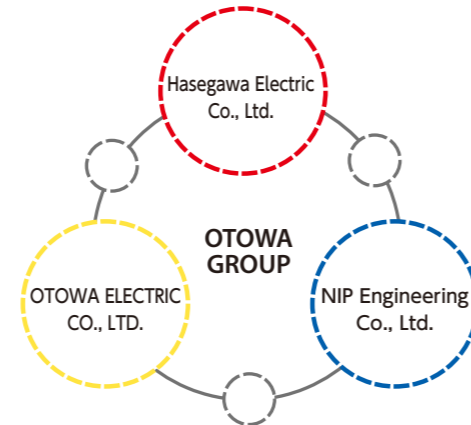 Hasegawa Electric
Co., Ltd.
OTOWA
GROUP
OTOWA ELECTRIC
CO., LTD.
NIP Engineering
Co., Ltd.